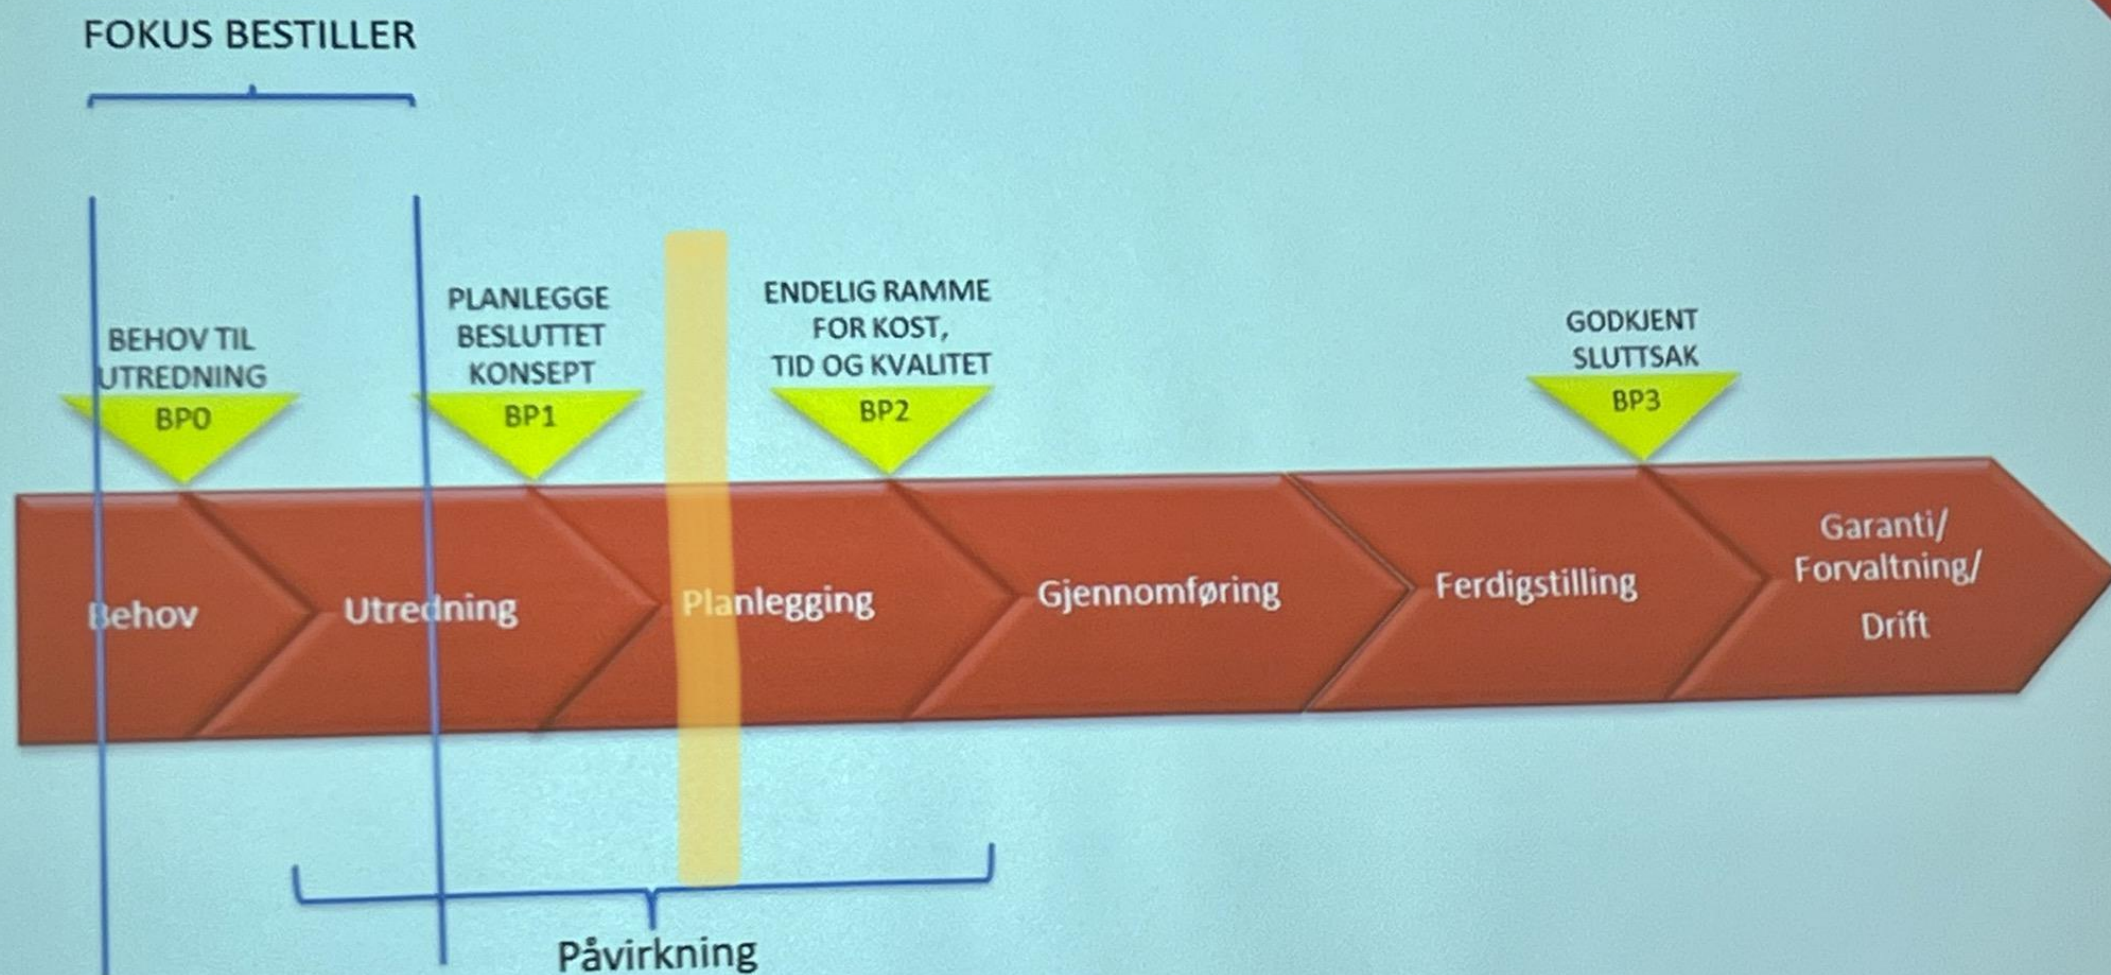 FOKUS BESTILLER
BEHOV TIL
UTREDNING
BP0
PLANLEGGE
BESLUTTET
KONSEPT
BP1
ENDELIG RAMME
FOR KOST,
TID OG KVALITET
BP2
GODKJENT
SLUTTSAK
BP3
Behov
Utredning
Planlegging
Gjennomføring
Ferdigstilling
Garanti/
Forvaltning/
Drift
Påvirkning